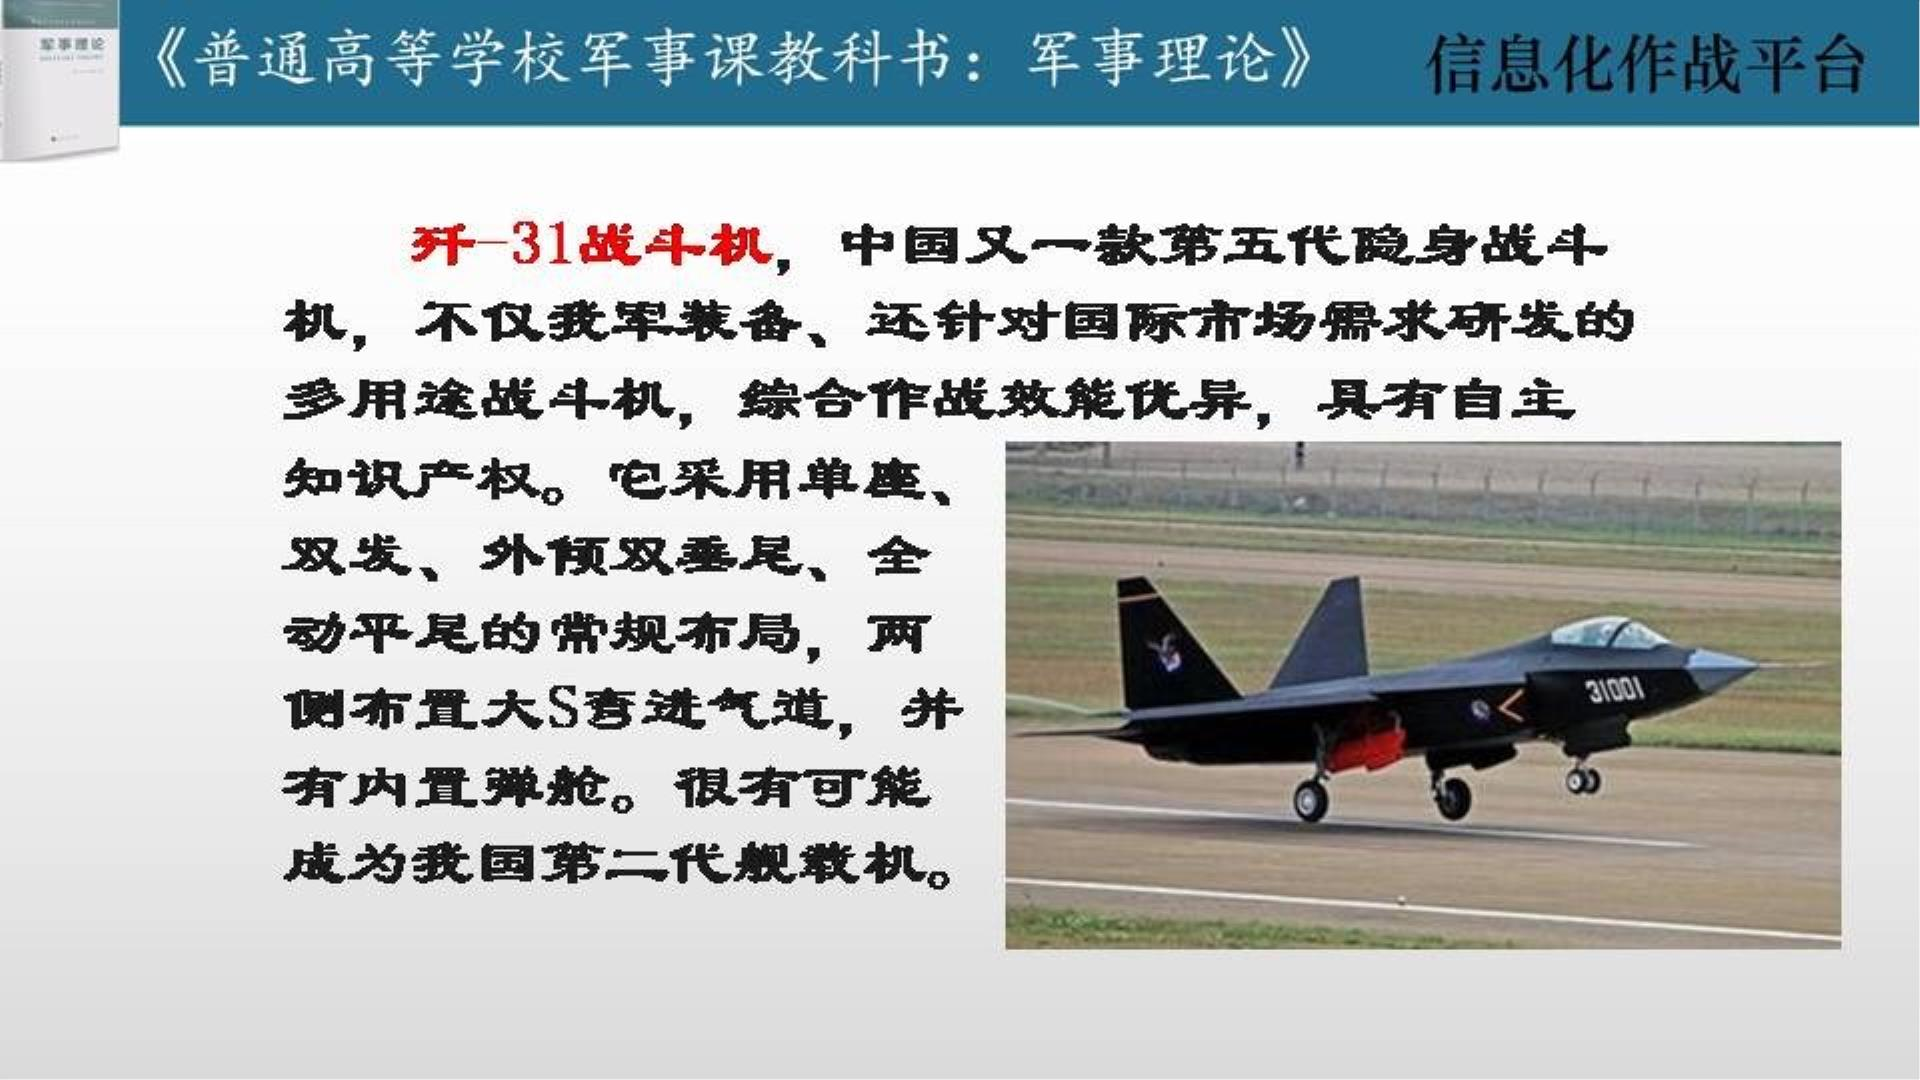 军事理论
《普通高等学校军事课教科书：军事理论》
信息化作战平台
歼-31战斗机，中国又一款第五代隐身战斗
机，不仅我军装备、还针对国际市场需求研发的
多用途战斗机，综合作战效能优异，具有自主
知识产权。它采用单座、
双发、外倾双垂尾、全
动平尾的常规布局，两
侧布置大S弯进气道，并
有内置弹舱。很有可能
成为我国第二代舰载机。
31001